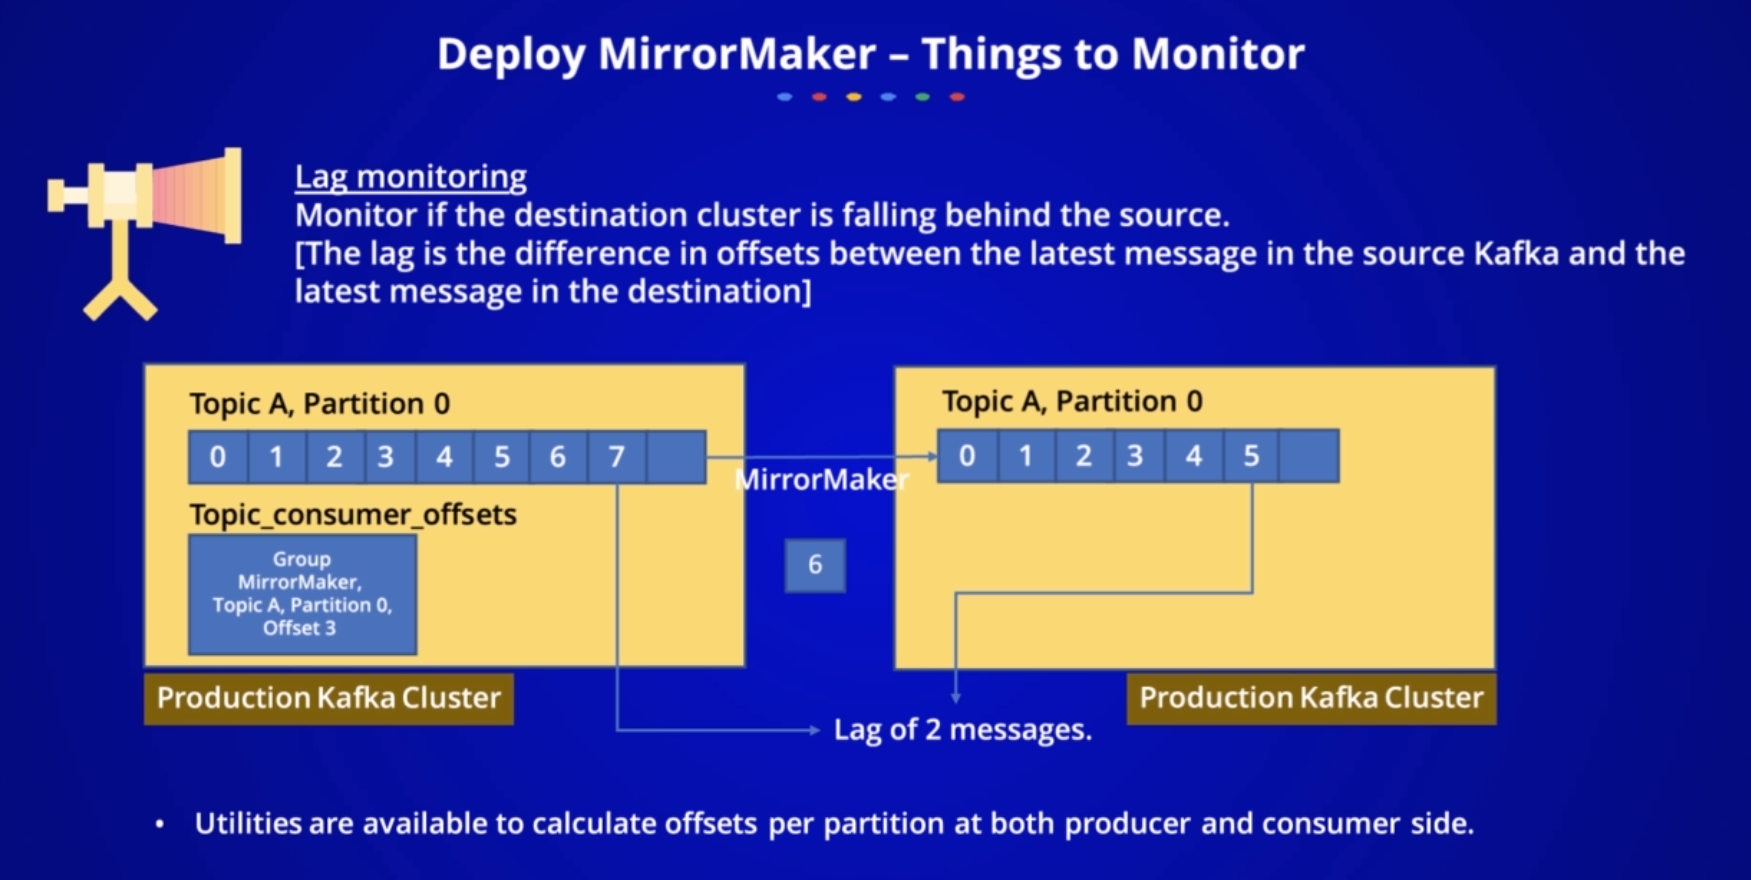 Deploy MirrorMaker – Things to Monitor
Lag monitoring
Monitor if the destination cluster is falling behind the source.
[The lag is the difference in offsets between the latest message in the source Kafka and the
latest message in the destination]
Topic A, Partition 0
0 1 2 3 4 5 6 7
Topic_consumer_offsets
Group
MirrorMaker,
Topic A, Partition 0,
Offset 3
Production Kafka Cluster
MirrorMaker
6
Topic A, Partition 0
0 1 2 3 4 5
Production Kafka Cluster
Lag of 2 messages.
• Utilities are available to calculate offsets per partition at both producer and consumer side.